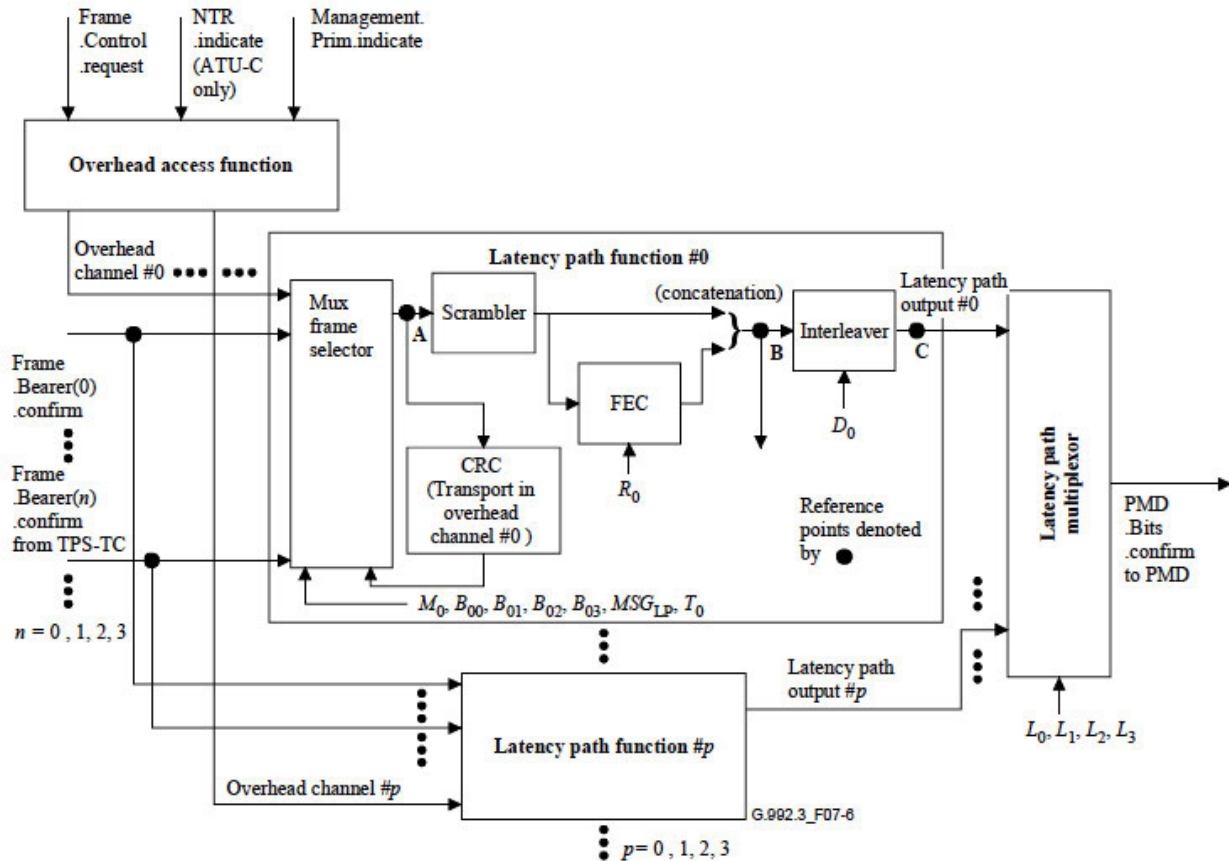 Frame
.Control
.request
NTR
.indicate
(ATU-C
only)
Management.
Prim.indicate
Overhead access function
Overhead
channel #0
Latency path function #0
Mux
frame
selector
A
Scrambler
(concatenation)
B
Interleaver
C
Latency path
output #0
FEC
R0
D0
CRC
(Transport in
overhead
channel #0 )
Reference
points denoted
by
Frame
.Bearer(0)
.confirm
Frame
.Bearer(n)
.confirm
from TPS-TC
n = 0 , 1, 2, 3
M0, B00, B01, B02, B03, MSGLP, T0
Latency path
multiplexor
PMD
.Bits
.confirm
to PMD
Latency path
output #p
L0, L1, L2, L3
Latency path function #p
Overhead channel #p
G.992.3_F07-6
p = 0 , 1, 2, 3